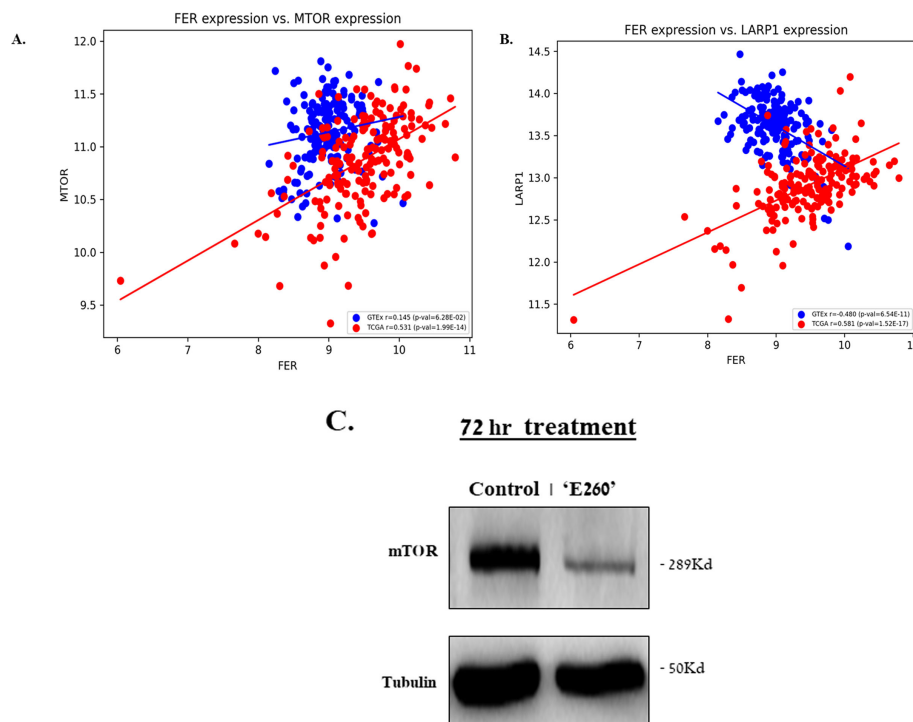 A.
FER expression vs. MTOR expression
12.0
11.5
11.0
10.5
10.0
9.5
MTOR
6
7
8
9
10
11
FER
GTEx r=0.145 (p-val=6.28E-02)
TCGA r=0.531 (p-val=1.99E-14)
B.
FER expression vs. LARP1 expression
14.5
14.0
13.5
13.0
12.5
12.0
11.5
LARP1
6
7
8
9
10
11
FER
GTEx r=-0.480 (p-val=6.54E-11)
TCGA r=0.581 (p-val=1.52E-17)
C.
72 hr treatment
Control | ‘E260’
mTOR
- 289Kd
Tubulin
- 50Kd